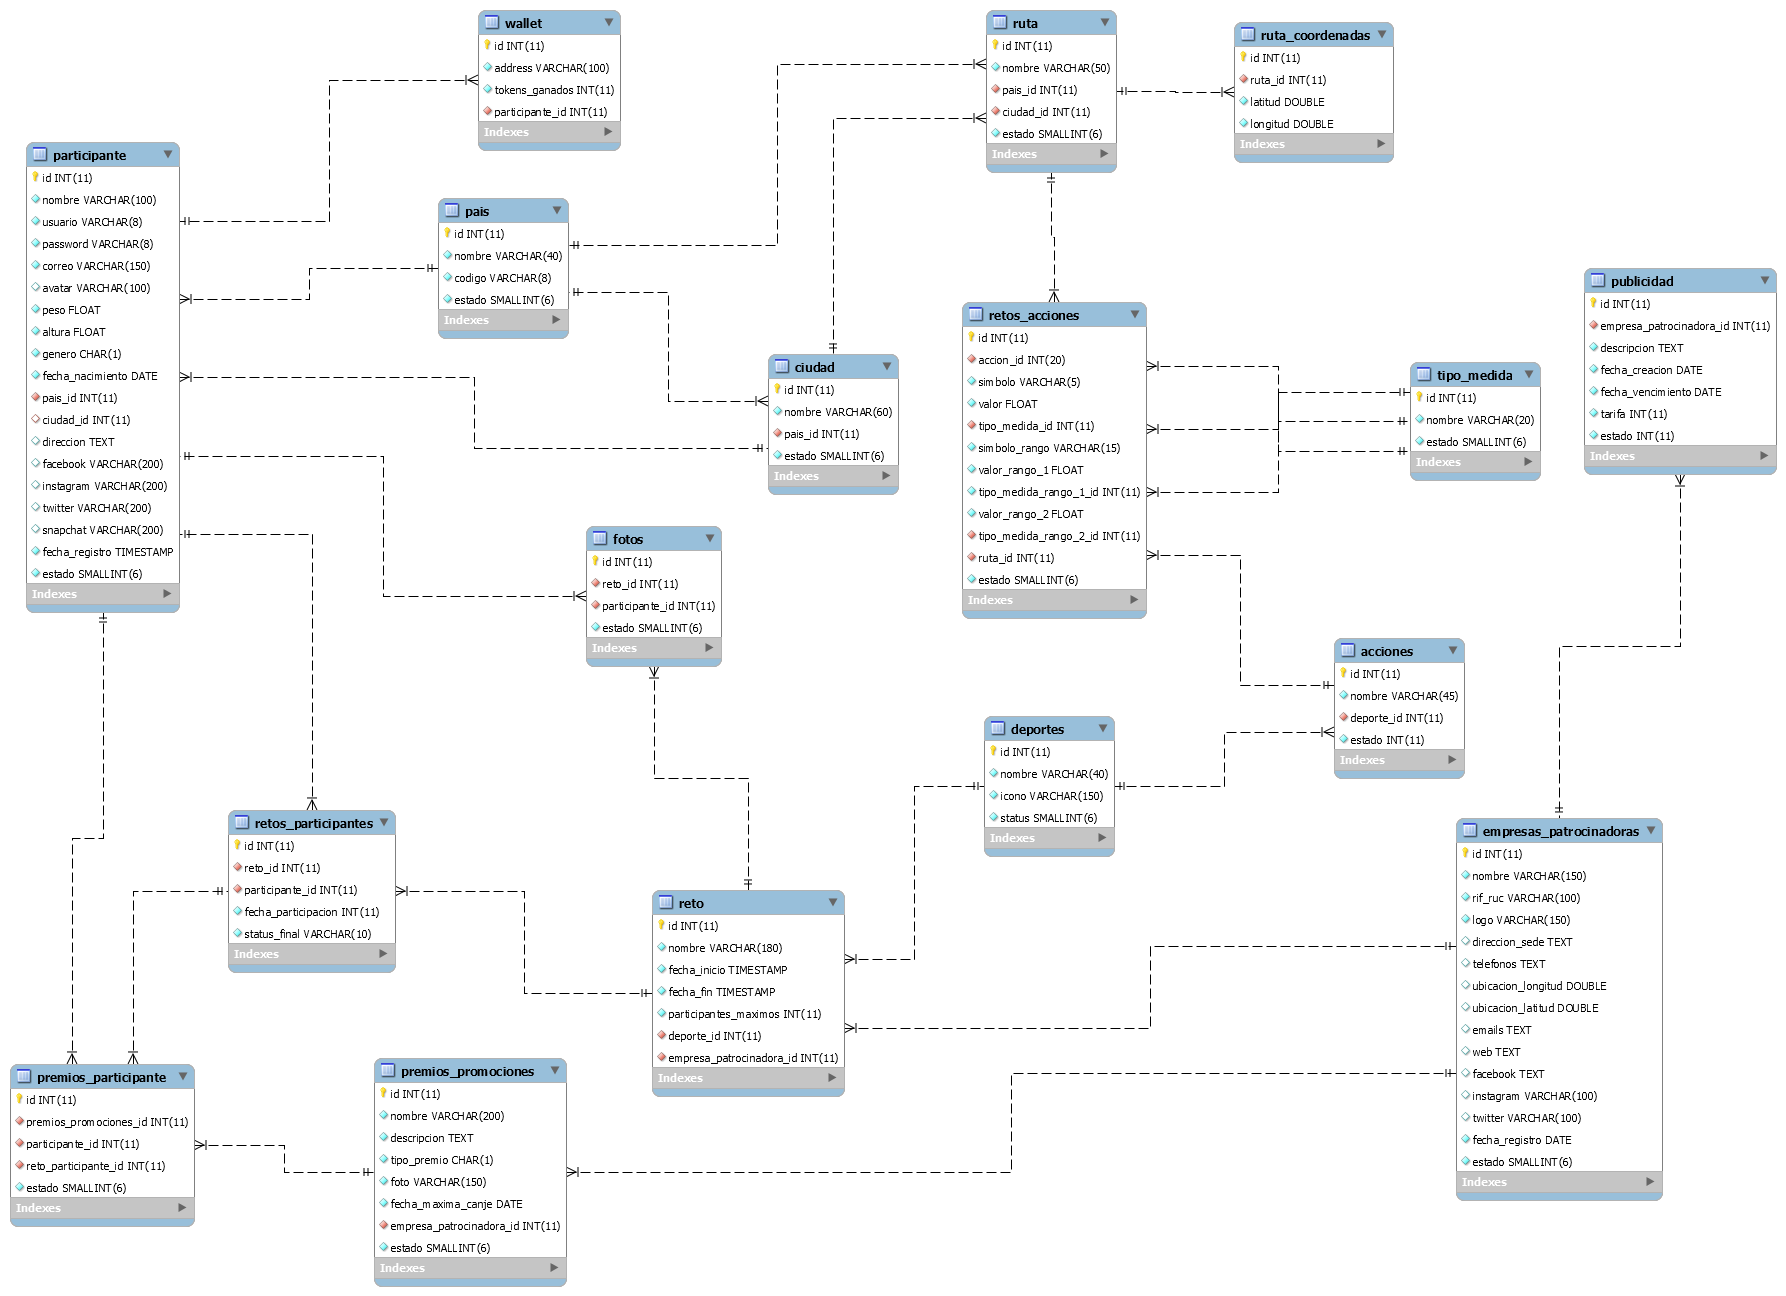 wallet
id INT(11)
address VARCHAR(100)
tokens_ganados INT(11)
participante_id INT(11)
Indexes
ruta
id INT(11)
nombre VARCHAR(50)
pais_id INT(11)
ciudad_id INT(11)
estado SMALLINT(6)
Indexes
ruta_coordenadas
id INT(11)
ruta_id INT(11)
latitud DOUBLE
longitud DOUBLE
Indexes
participante
id INT(11)
nombre VARCHAR(100)
usuario VARCHAR(8)
password VARCHAR(8)
correo VARCHAR(150)
avatar VARCHAR(100)
peso FLOAT
altura FLOAT
genero CHAR(1)
fecha_nacimiento DATE
pais_id INT(11)
ciudad_id INT(11)
direccion TEXT
facebook VARCHAR(200)
instagram VARCHAR(200)
twitter VARCHAR(200)
snapchat VARCHAR(200)
fecha_registro TIMESTAMP
estado SMALLINT(6)
Indexes
pais
id INT(11)
nombre VARCHAR(40)
codigo VARCHAR(8)
estado SMALLINT(6)
Indexes
ciudad
id INT(11)
nombre VARCHAR(60)
pais_id INT(11)
estado SMALLINT(6)
Indexes
retos_acciones
id INT(11)
accion_id INT(20)
simbolo VARCHAR(5)
valor FLOAT
tipo_medida_id INT(11)
simbolo_rango VARCHAR(15)
valor_rango_1 FLOAT
tipo_medida_rango_1_id INT(11)
valor_rango_2 FLOAT
tipo_medida_rango_2_id INT(11)
ruta_id INT(11)
estado SMALLINT(6)
Indexes
tipo_medida
id INT(11)
nombre VARCHAR(20)
estado SMALLINT(6)
Indexes
publicidad
id INT(11)
empresa_patrocinadora_id INT(11)
descripcion TEXT
fecha_creacion DATE
fecha_vencimiento DATE
tarifa INT(11)
estado INT(11)
Indexes
fotos
id INT(11)
reto_id INT(11)
participante_id INT(11)
estado SMALLINT(6)
Indexes
acciones
id INT(11)
nombre VARCHAR(45)
deporte_id INT(11)
estado INT(11)
Indexes
deportes
id INT(11)
nombre VARCHAR(40)
icono VARCHAR(150)
status SMALLINT(6)
Indexes
retos_participantes
id INT(11)
reto_id INT(11)
participante_id INT(11)
fecha_participacion INT(11)
status_final VARCHAR(10)
Indexes
reto
id INT(11)
nombre VARCHAR(180)
fecha_inicio TIMESTAMP
fecha_fin TIMESTAMP
participantes_maximos INT(11)
deporte_id INT(11)
empresa_patrocinadora_id INT(11)
Indexes
empresas_patrocinadoras
id INT(11)
nombre VARCHAR(150)
rif_ruc VARCHAR(100)
logo VARCHAR(150)
direccion_sede TEXT
telefonos TEXT
ubicacion_longitud DOUBLE
ubicacion_latitud DOUBLE
emails TEXT
web TEXT
facebook TEXT
instagram VARCHAR(100)
twitter VARCHAR(100)
fecha_registro DATE
estado SMALLINT(6)
Indexes
premios_participante
id INT(11)
premios_promociones_id INT(11)
participante_id INT(11)
reto_participante_id INT(11)
estado SMALLINT(6)
Indexes
premios_promociones
id INT(11)
nombre VARCHAR(200)
descripcion TEXT
tipo_premio CHAR(1)
foto VARCHAR(150)
fecha_maxima_canje DATE
empresa_patrocinadora_id INT(11)
estado SMALLINT(6)
Indexes